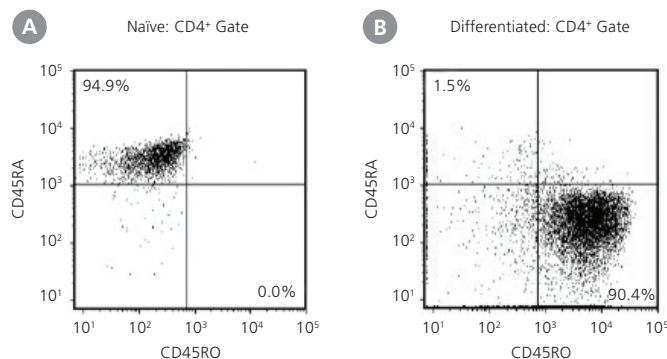 A Naïve: CD4⁺ Gate
10⁵
10⁴
10³
10²
10¹
CD45RA
94.9%
0.0%
10¹ 10² 10³ 10⁴ 10⁵
CD45RO
B Differentiated: CD4⁺ Gate
10⁵
10⁴
10³
10²
10¹
CD45RA
1.5%
90.4%
10¹ 10² 10³ 10⁴ 10⁵
CD45RO